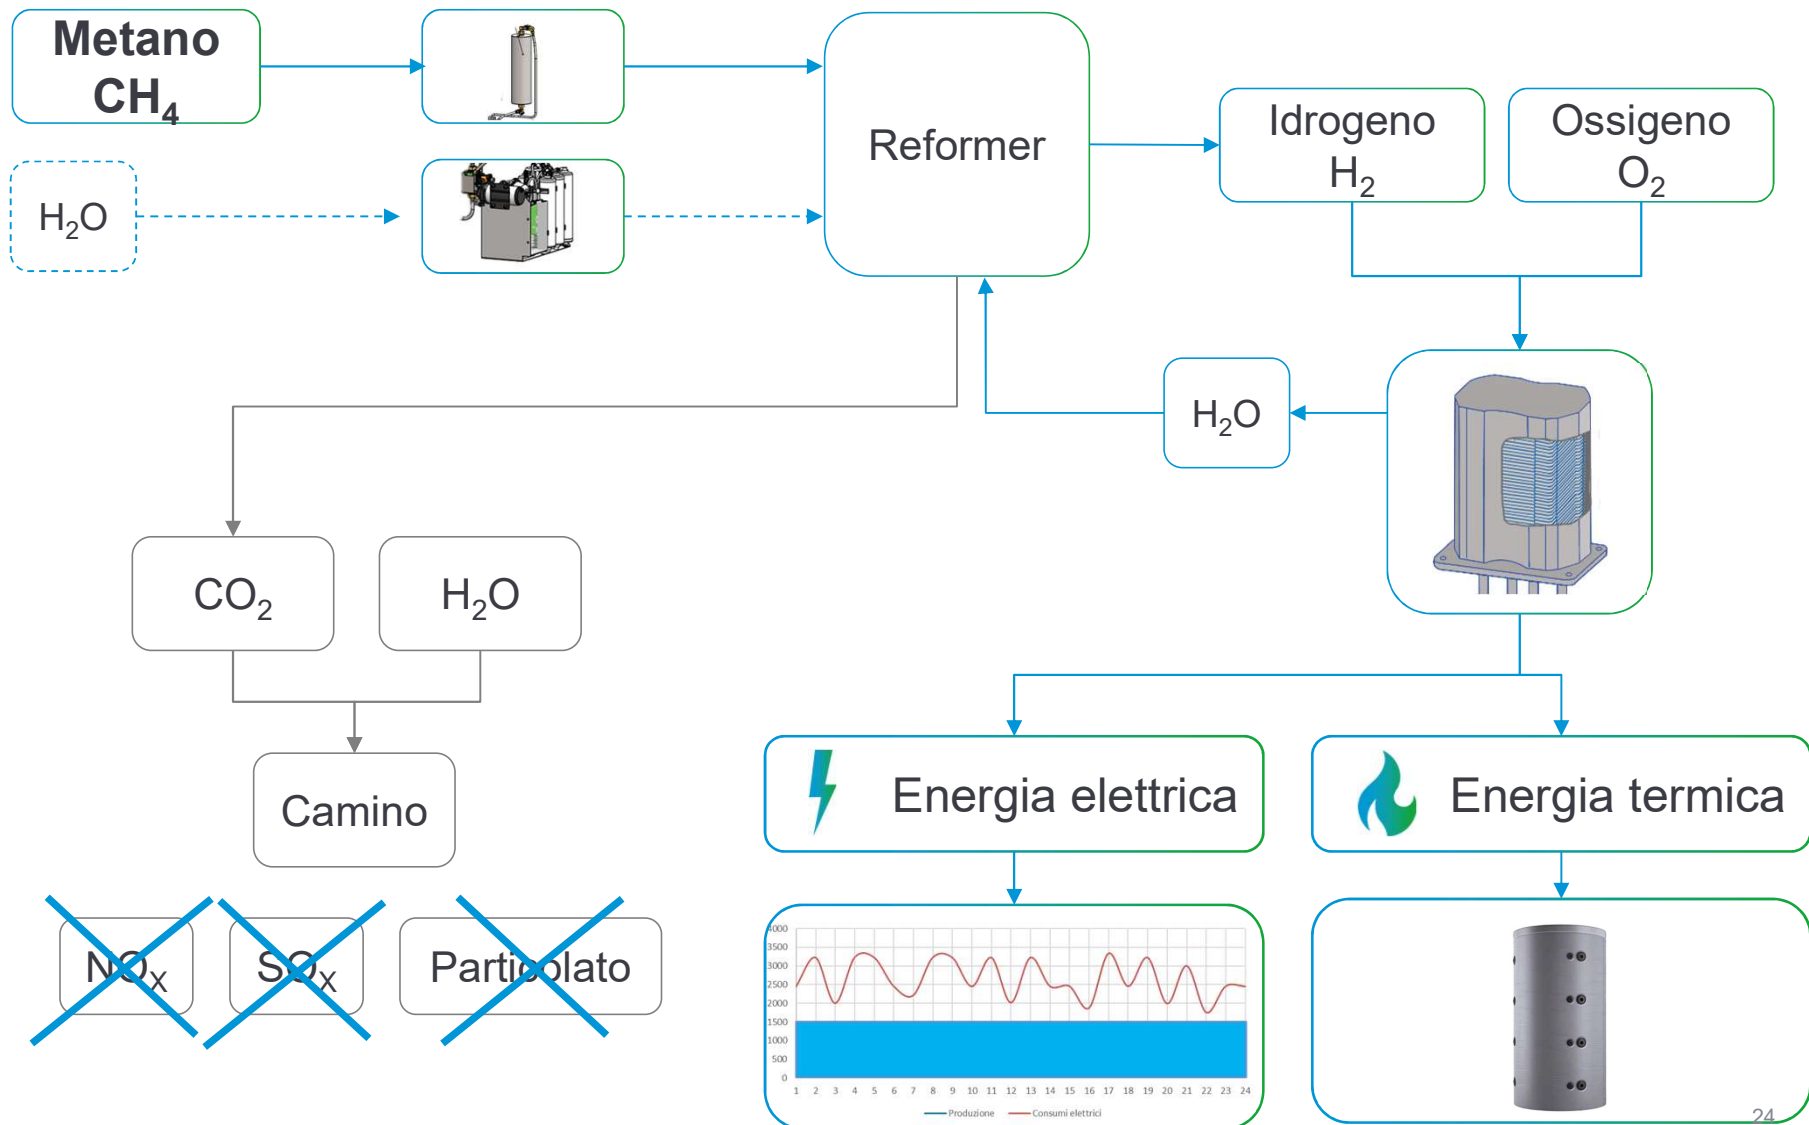 Metano
CH₄
H₂O
Reformer
Idrogeno
H₂
Ossigeno
O₂
H₂O
CO₂
H₂O
Camino
NOX
SOX
Particolato
Energia elettrica
Energia termica
4000
3500
3000
2500
2000
1500
1000
500
0
1 2 3 4 5 6 7 8 9 10 11 12 13 14 15 16 17 18 19 20 21 22 23 24
Produzione Consumi elettrici
24